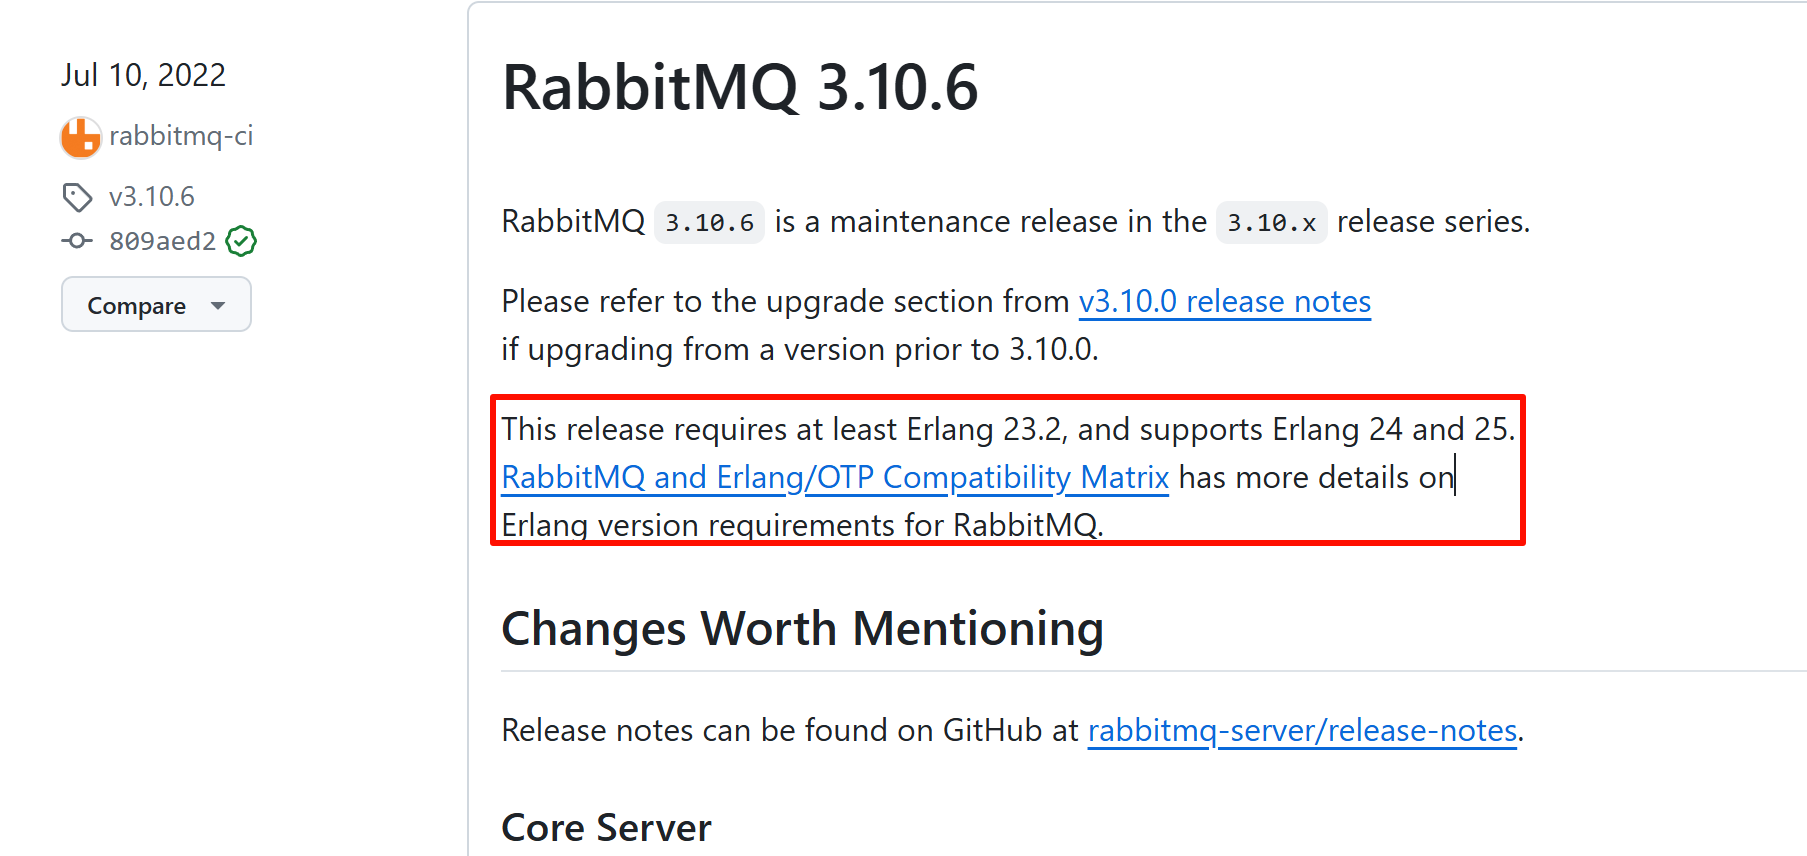 Jul 10, 2022
rabbitmq-ci
v3.10.6
809aed2
Compare
RabbitMQ 3.10.6
RabbitMQ 3.10.6 is a maintenance release in the 3.10.x release series.
Please refer to the upgrade section from v3.10.0 release notes
if upgrading from a version prior to 3.10.0.
This release requires at least Erlang 23.2, and supports Erlang 24 and 25.
RabbitMQ and Erlang/OTP Compatibility Matrix has more details on
Erlang version requirements for RabbitMQ.
Changes Worth Mentioning
Release notes can be found on GitHub at rabbitmq-server/release-notes.
Core Server